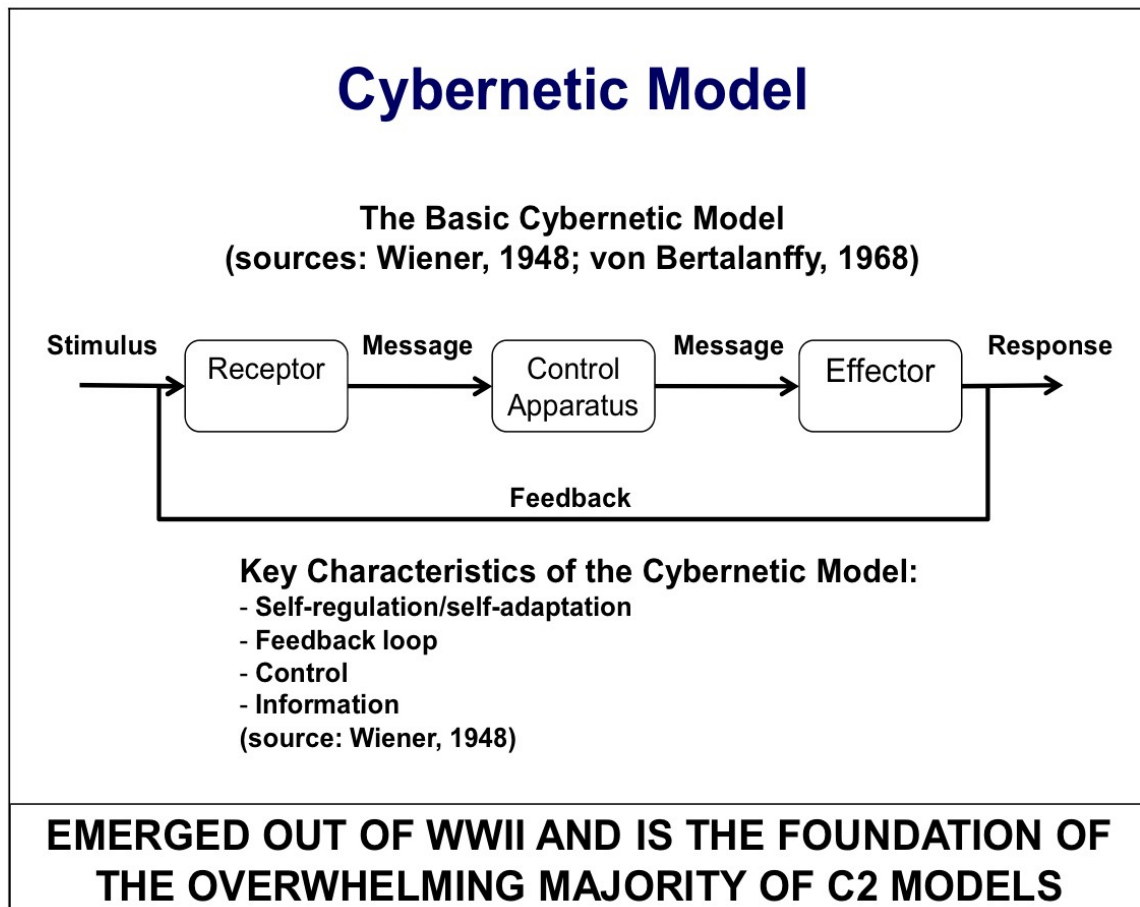 Cybernetic Model
The Basic Cybernetic Model
(sources: Wiener, 1948; von Bertalanffy, 1968)
Stimulus
Receptor
Message
Control
Apparatus
Message
Effector
Response
Feedback
Key Characteristics of the Cybernetic Model:
- Self-regulation/self-adaptation
- Feedback loop
- Control
- Information
(source: Wiener, 1948)
EMERGED OUT OF WWII AND IS THE FOUNDATION OF
THE OVERWHELMING MAJORITY OF C2 MODELS